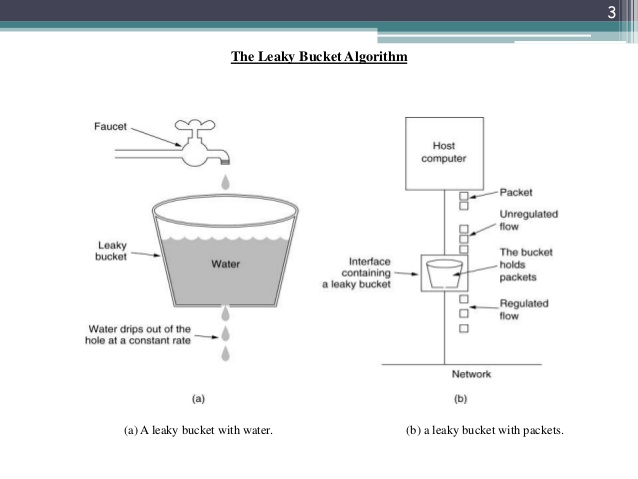 3
The Leaky Bucket Algorithm
Faucet
Leaky
bucket
Water
Water drips out of the
hole at a constant rate
(a)
Host
computer
Packet
Unregulated
flow
Interface
containing
a leaky bucket
The bucket
holds
packets
Regulated
flow
Network
(b)
(a) A leaky bucket with water.
(b) a leaky bucket with packets.